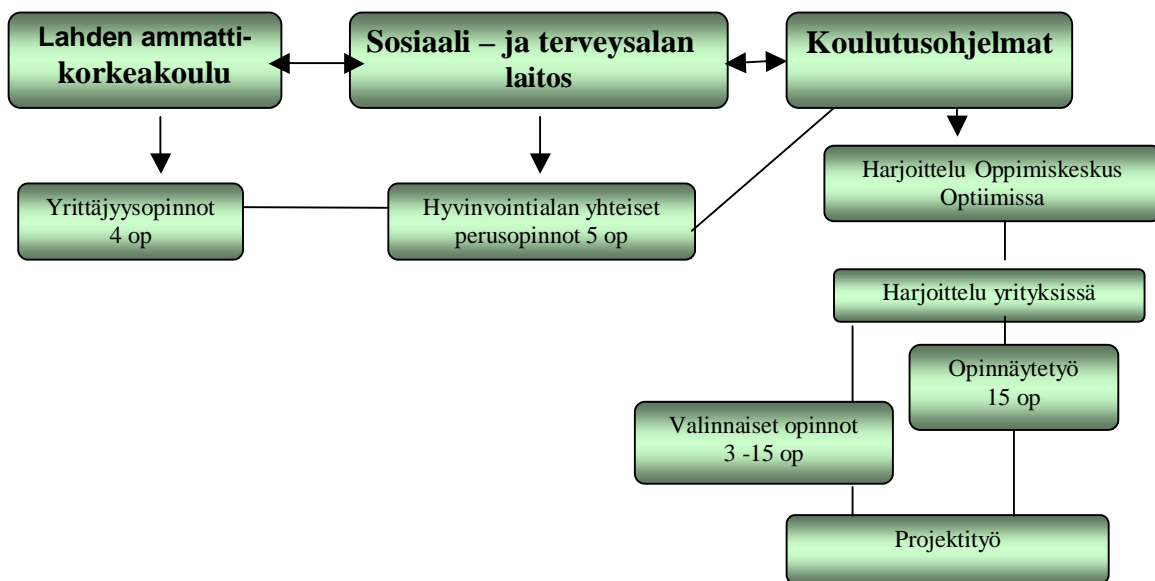 Lahden ammatti-
korkeakoulu
Sosiaali – ja terveysalan
laitos
Koulutusohjelmat
Yrittäjyysopinnot
4 op
Hyvinvointialan yhteiset
perusopinnot 5 op
Harjoittelu Oppimiskeskus
Optiimissa
Harjoittelu yrityksissä
Opinnäytetyö
15 op
Valinnaiset opinnot
3 -15 op
Projektityö